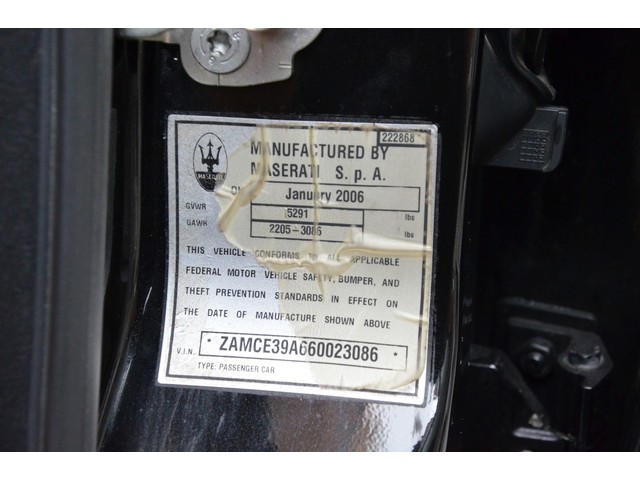 222868
MANUFACTURED BY
MASERATI S.p.A.
MASERATI
January 2006
GVWR 5291 lbs
GAWR 2205-3086 lbs
THIS VEHICLE CONFORMS TO ALL APPLICABLE
FEDERAL MOTOR VEHICLE SAFETY, BUMPER, AND
THEFT PREVENTION STANDARDS IN EFFECT ON
THE DATE OF MANUFACTURE SHOWN ABOVE
V.I.N. * ZAMCE39A660023086 *
TYPE: PASSENGER CAR